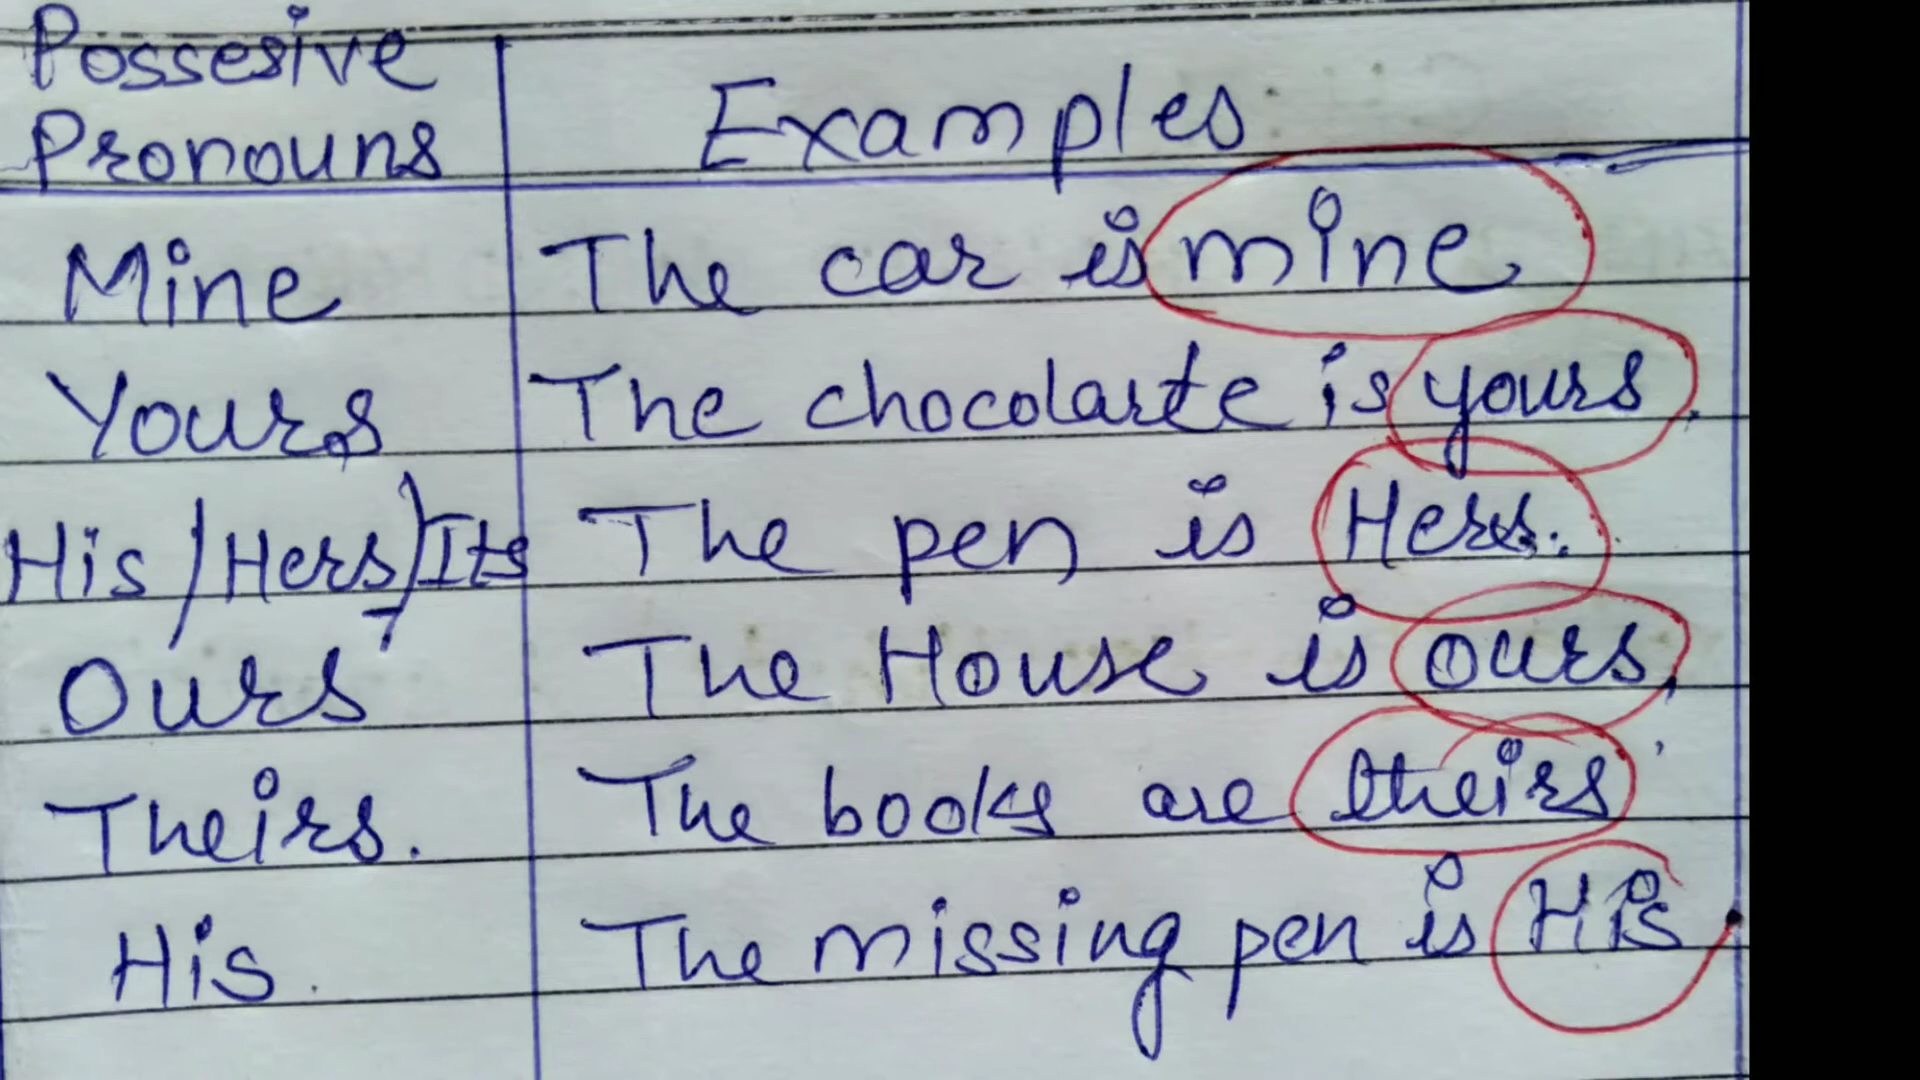 Possesive
Pronouns
Examples
Mine The car is mine
Yours The chocolarte is yours.
His/Hers/Its The pen is Hers.
Ours The House is ours.
Theirs. The books are theirs
His. The missing pen is His